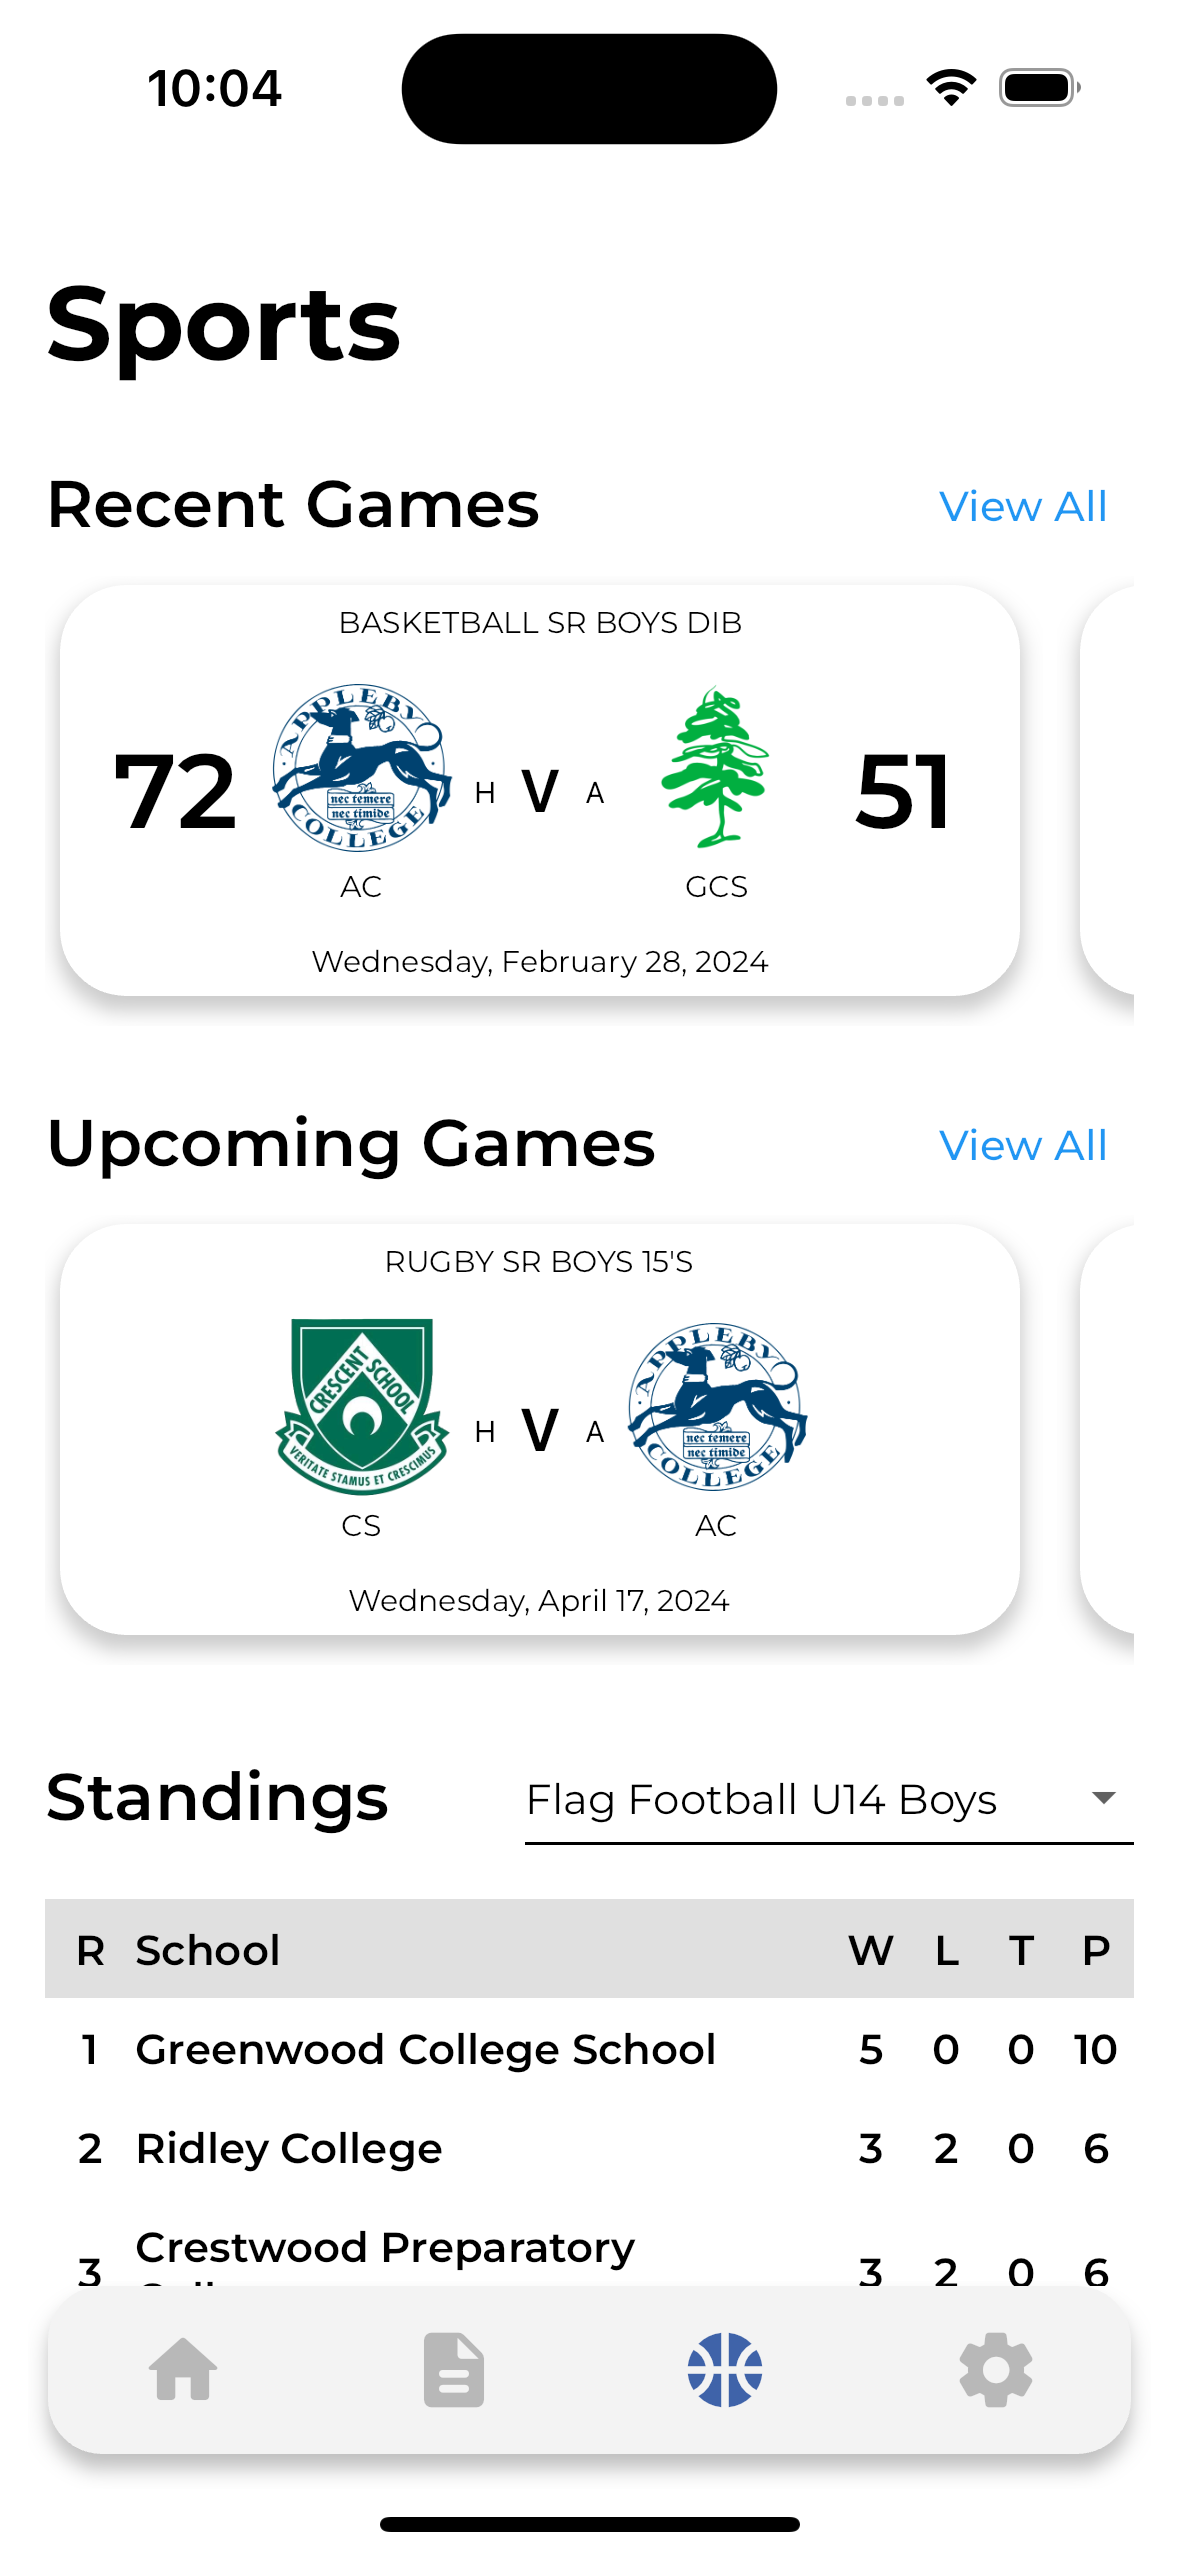 10:04
Sports
Recent Games View All
BASKETBALL SR BOYS DIB
72 APPLEBY COLLEGE nec temere nec timide H V A 51
AC GCS
Wednesday, February 28, 2024
Upcoming Games View All
RUGBY SR BOYS 15'S
CRESCENT SCHOOL VERITATE STAMUS ET CRESCIMUS H V A APPLEBY COLLEGE nec temere nec timide
CS AC
Wednesday, April 17, 2024
Standings Flag Football U14 Boys
R School W L T P
1 Greenwood College School 5 0 0 10
2 Ridley College 3 2 0 6
3 Crestwood Preparatory 3 2 0 6